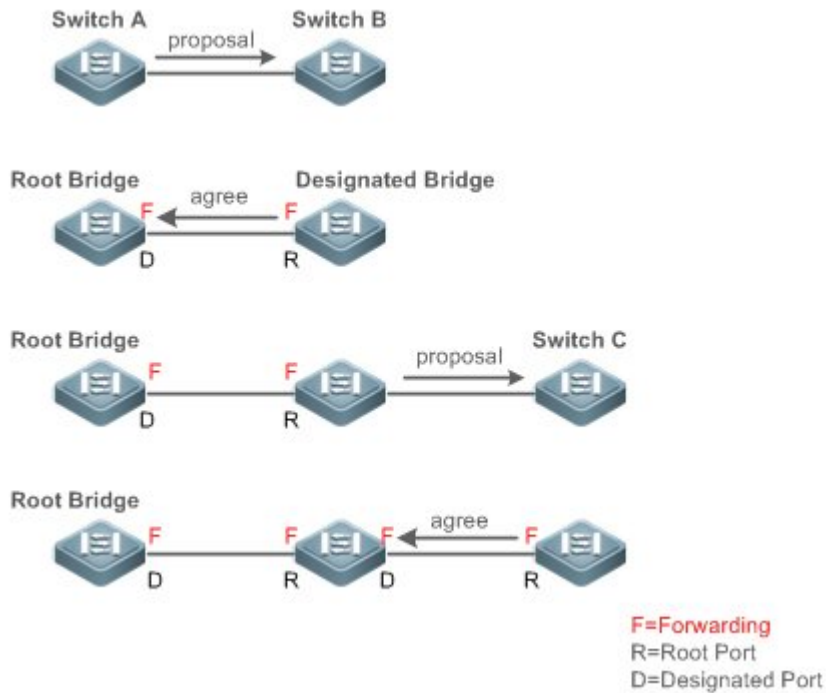 Switch A
Switch B
proposal
Root Bridge
Designated Bridge
F
agree
F
D
R
Root Bridge
Switch C
F
F
proposal
D
R
Root Bridge
F
F
F
agree
F
D
R
D
R
F=Forwarding
R=Root Port
D=Designated Port